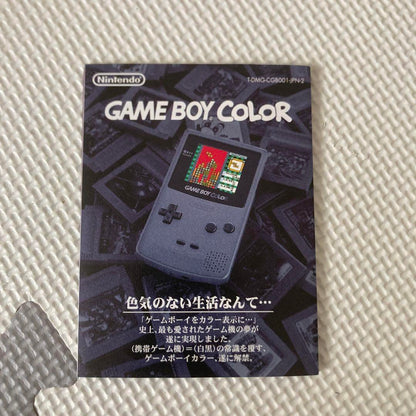 Nintendo
T-DMG-CGB001-JPN-2
GAME BOY COLOR
GAME BOY COLOR
色気のない生活なんて…
「ゲームボーイをカラー表示に…」
史上、最も愛されたゲーム機の夢が
遂に実現しました。
(携帯ゲーム機)=(白黒)の常識を覆す、
ゲームボーイカラー、遂に解禁。